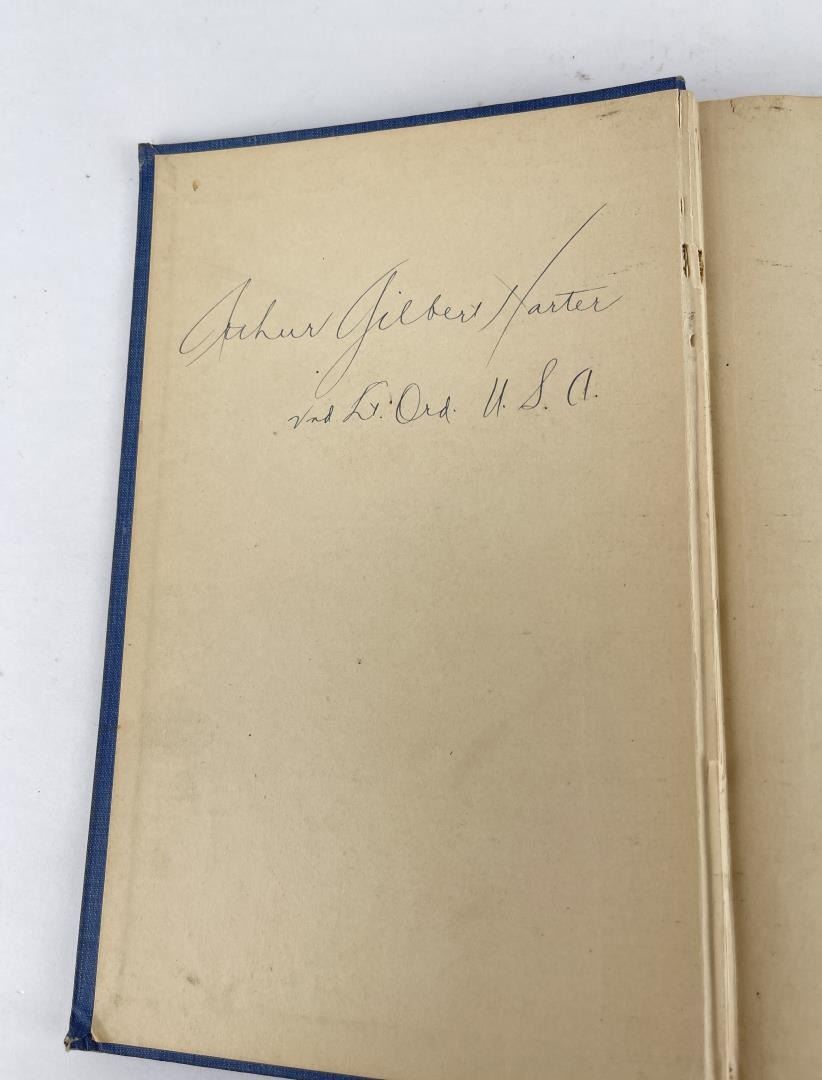 Arthur Gilbert Harter
2nd Lt. Ord. U. S. A.